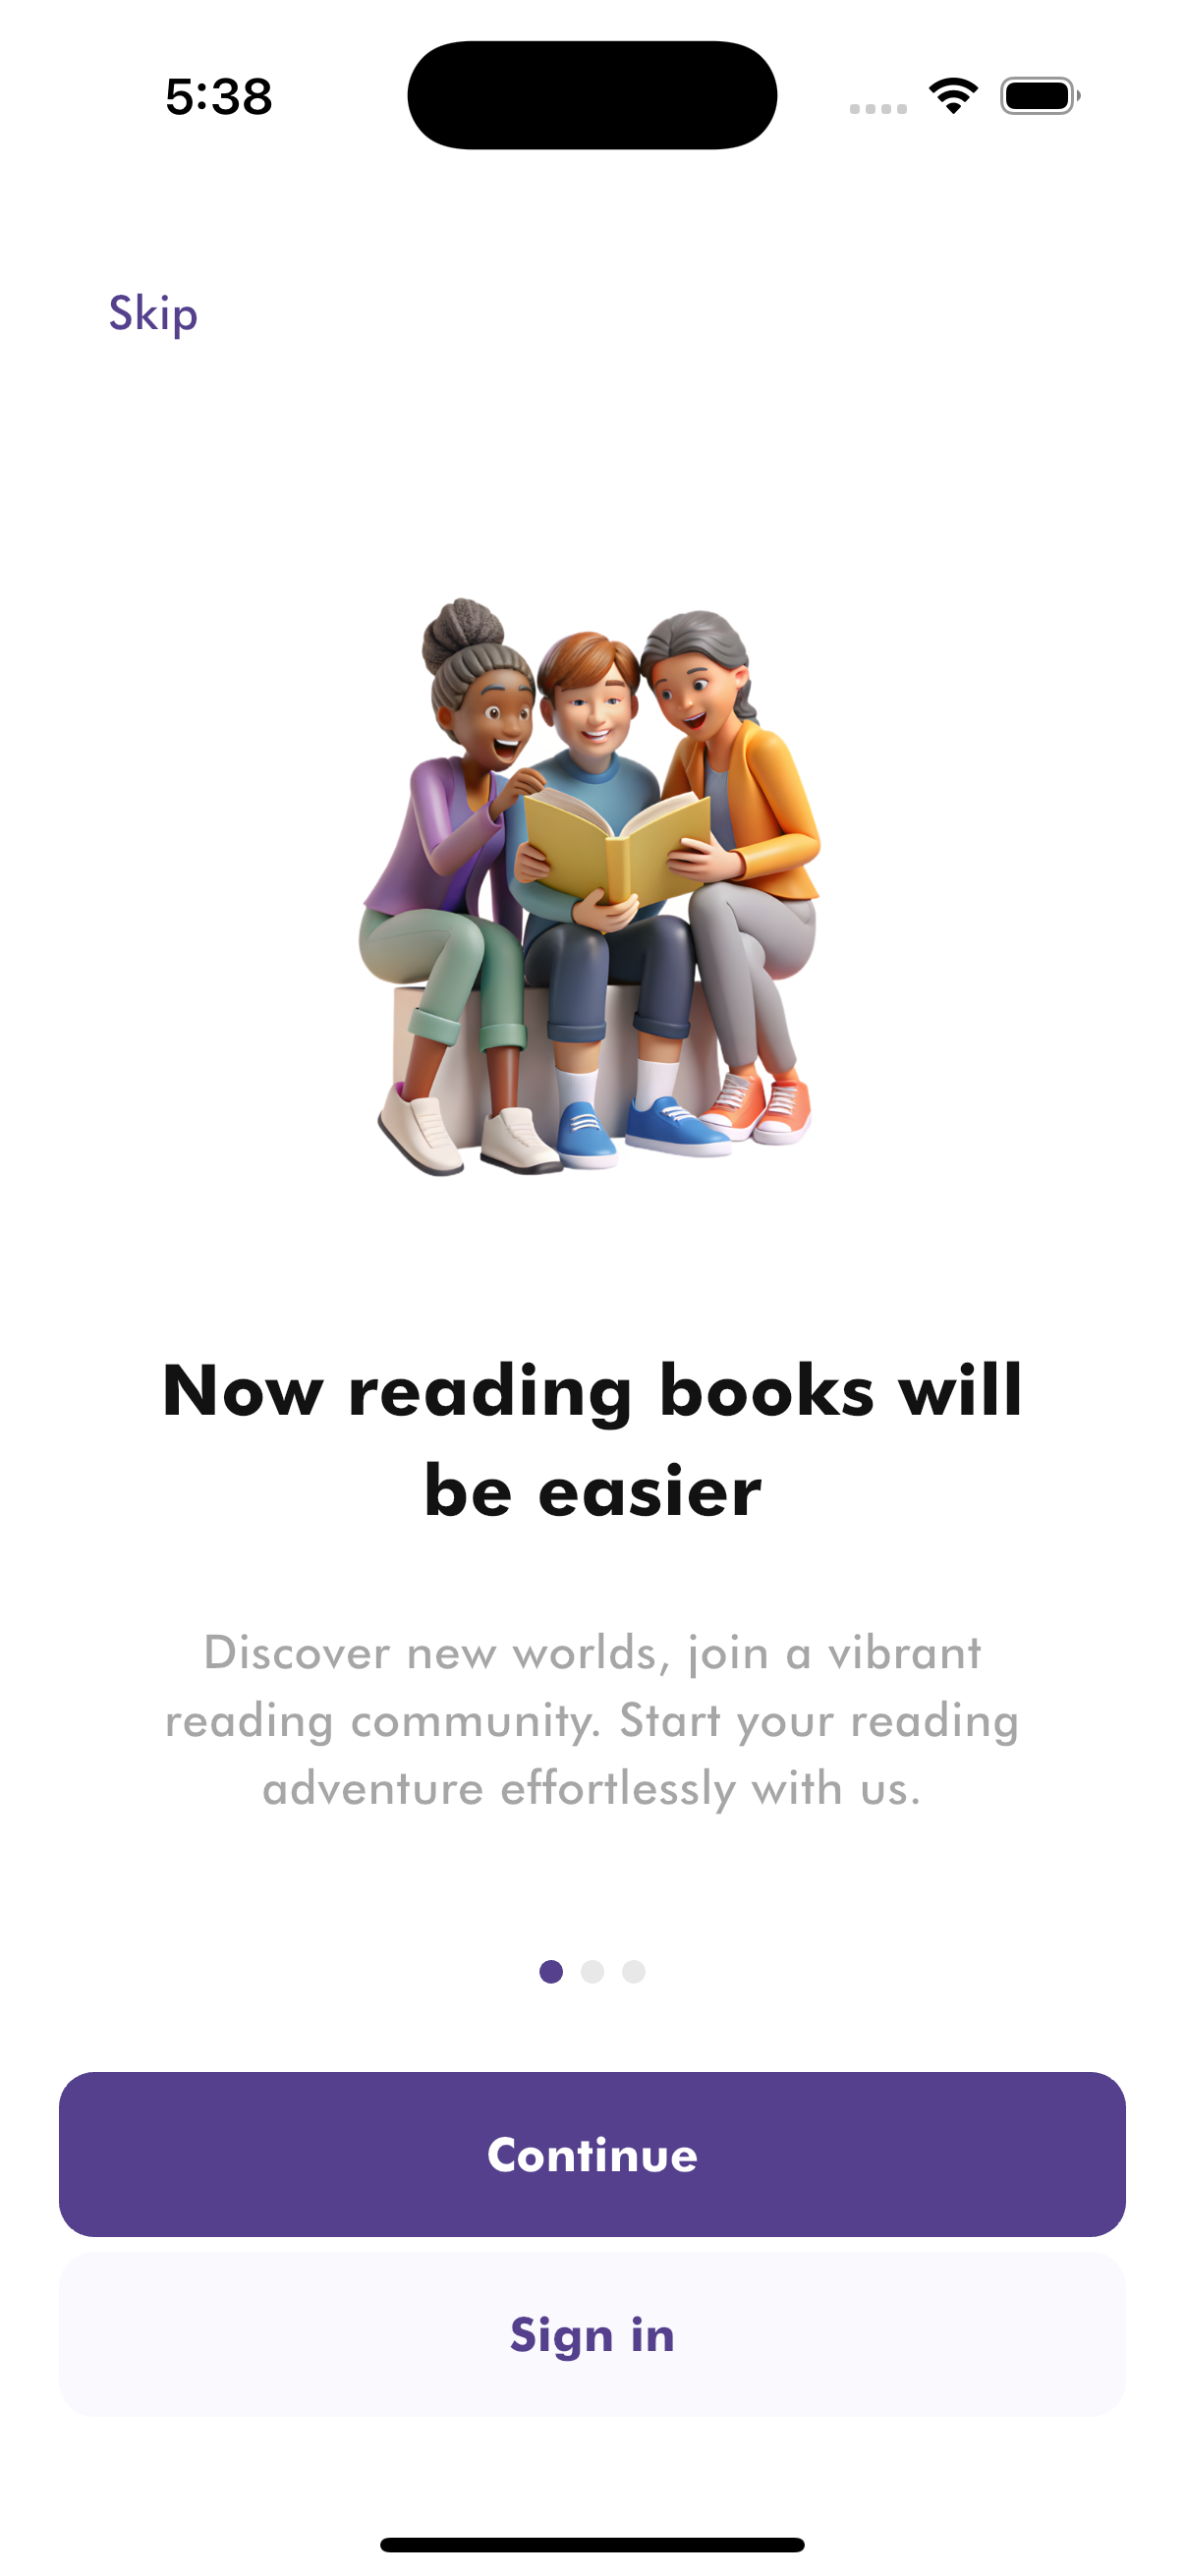 5:38
Skip
Now reading books will
be easier
Discover new worlds, join a vibrant
reading community. Start your reading
adventure effortlessly with us.
Continue
Sign in